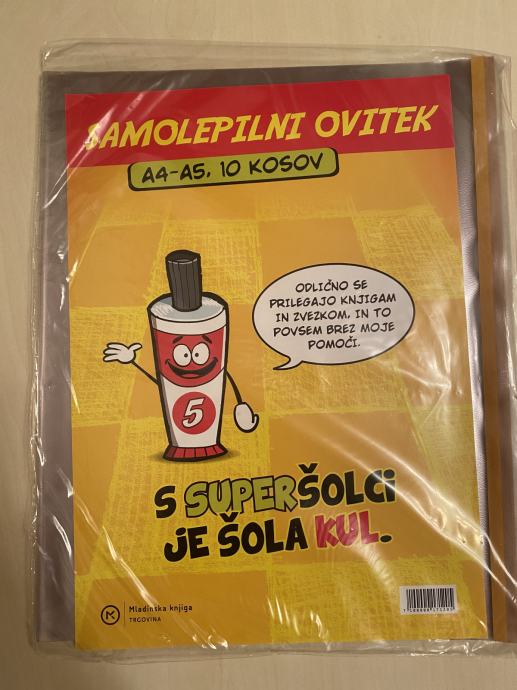 SAMOLEPILNI OVITEK
A4-A5, 10 KOSOV
ODLIČNO SE
PRILEGAJO KNJIGAM
IN ZVEZKOM, IN TO
POVSEM BREZ MOJE
POMOČI.
5
S SUPERŠOLCI
JE ŠOLA KUL.
M
Mladinska knjiga
TRGOVINA